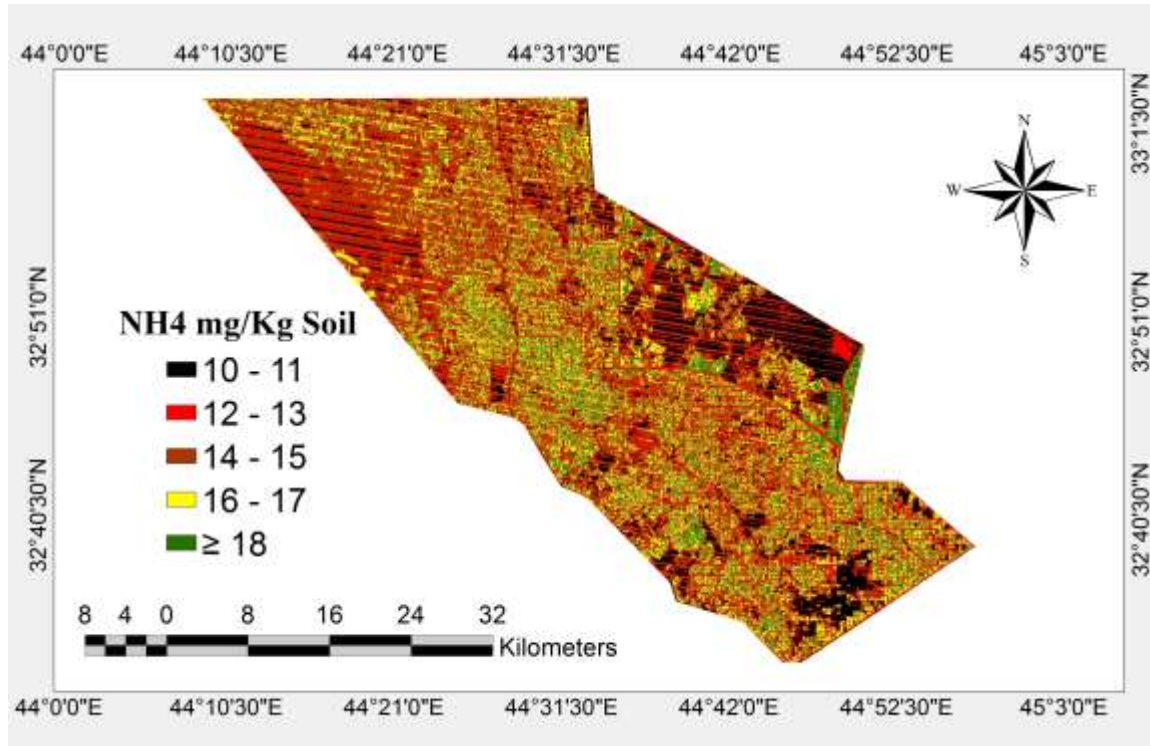 44°0'0"E 44°10'30"E 44°21'0"E 44°31'30"E 44°42'0"E 44°52'30"E 45°3'0"E
33°1'30"N
N
W E
S
32°51'0"N
32°51'0"N
NH4 mg/Kg Soil
10 - 11
12 - 13
14 - 15
16 - 17
≥ 18
32°40'30"N
32°40'30"N
8 4 0 8 16 24 32
Kilometers
44°0'0"E 44°10'30"E 44°21'0"E 44°31'30"E 44°42'0"E 44°52'30"E 45°3'0"E